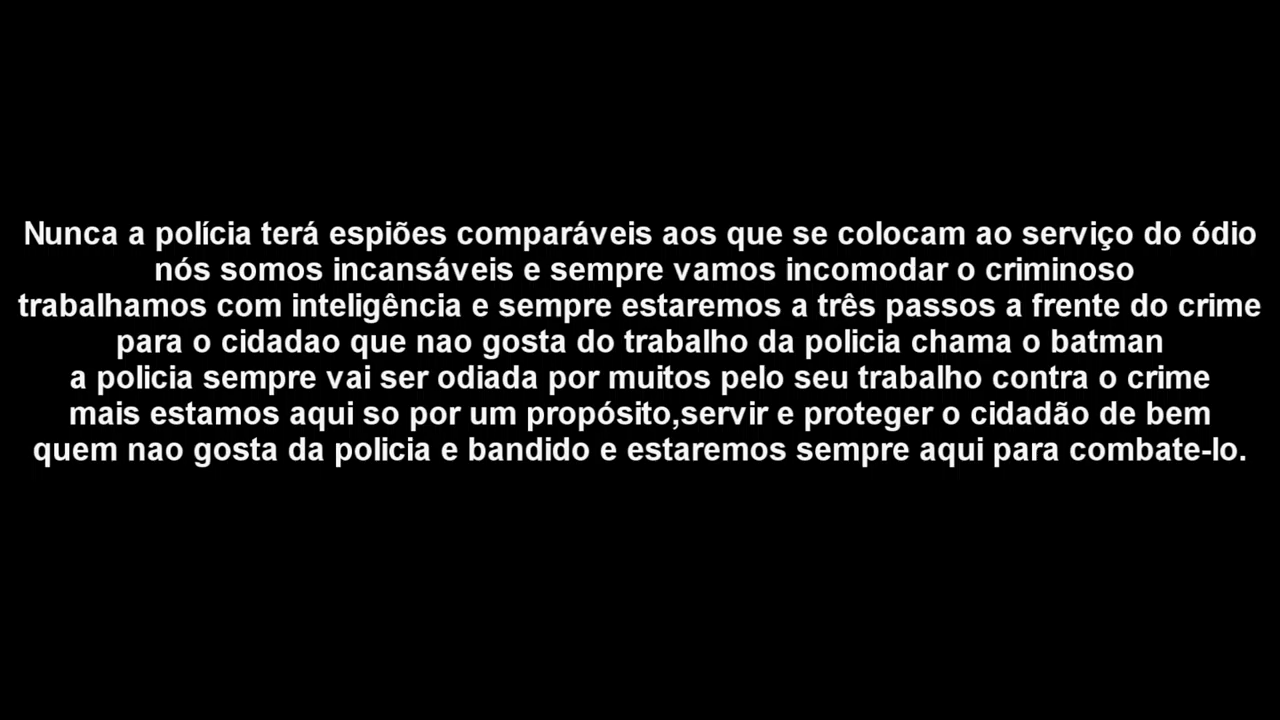 Nunca a polícia terá espiões comparáveis aos que se colocam ao serviço do ódio
nós somos incansáveis e sempre vamos incomodar o criminoso
trabalhamos com inteligência e sempre estaremos a três passos a frente do crime
para o cidadao que nao gosta do trabalho da policia chama o batman
a policia sempre vai ser odiada por muitos pelo seu trabalho contra o crime
mais estamos aqui so por um propósito,servir e proteger o cidadão de bem
quem nao gosta da policia e bandido e estaremos sempre aqui para combate-lo.